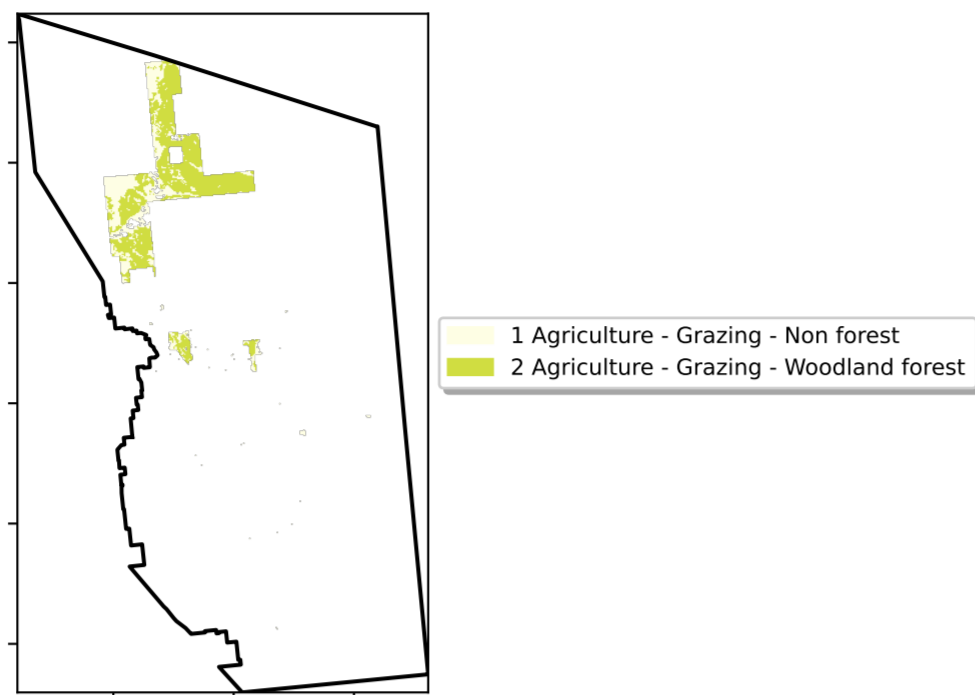 1 Agriculture - Grazing - Non forest
2 Agriculture - Grazing - Woodland forest